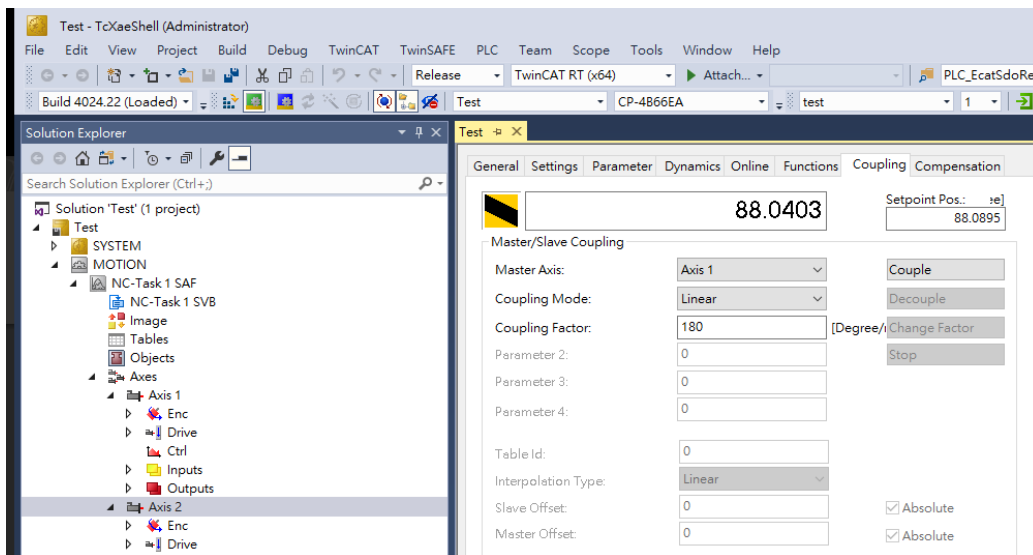 Test - TcXaeShell (Administrator)
File Edit View Project Build Debug TwinCAT TwinSAFE PLC Team Scope Tools Window Help
Release TwinCAT RT (x64) Attach... PLC_EcatSdoRe
Build 4024.22 (Loaded) Test CP-4B66EA test 1
Solution Explorer
Test
Search Solution Explorer (Ctrl+;)
General Settings Parameter Dynamics Online Functions Coupling Compensation
Solution 'Test' (1 project)
Test
SYSTEM
MOTION
NC-Task 1 SAF
NC-Task 1 SVB
Image
Tables
Objects
Axes
Axis 1
Enc
Drive
Ctrl
Inputs
Outputs
Axis 2
Enc
Drive
88.0403
Setpoint Pos.: :e]
88.0895
Master/Slave Coupling
Master Axis: Axis 1 Couple
Coupling Mode: Linear Decouple
Coupling Factor: 180 [Degree/ Change Factor
Parameter 2: 0 Stop
Parameter 3: 0
Parameter 4: 0
Table Id: 0
Interpolation Type: Linear
Slave Offset: 0 Absolute
Master Offset: 0 Absolute